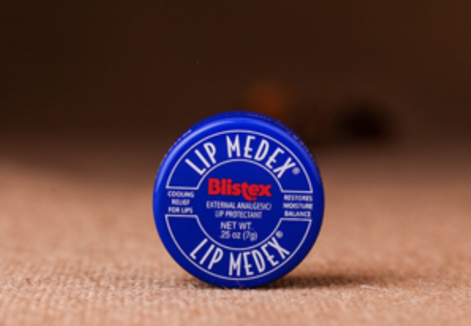 LIP MEDEX®
Blistex
COOLING
RELIEF
FOR LIPS
EXTERNAL ANALGESIC/
LIP PROTECTANT
RESTORES
MOISTURE
BALANCE
NET WT.
.25 oz (7g)
LIP MEDEX®